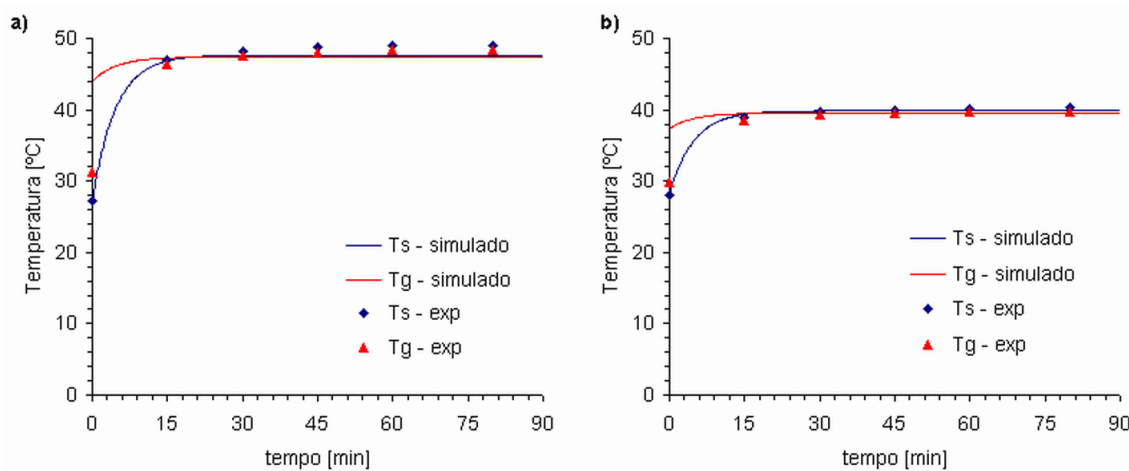 a)
50
40
30
20
10
0
Temperatura [ºC]
0 15 30 45 60 75 90
tempo [min]
Ts - simulado
Tg - simulado
Ts - exp
Tg - exp
b)
50
40
30
20
10
0
Temperatura [ºC]
0 15 30 45 60 75 90
tempo [min]
Ts - simulado
Tg - simulado
Ts - exp
Tg - exp